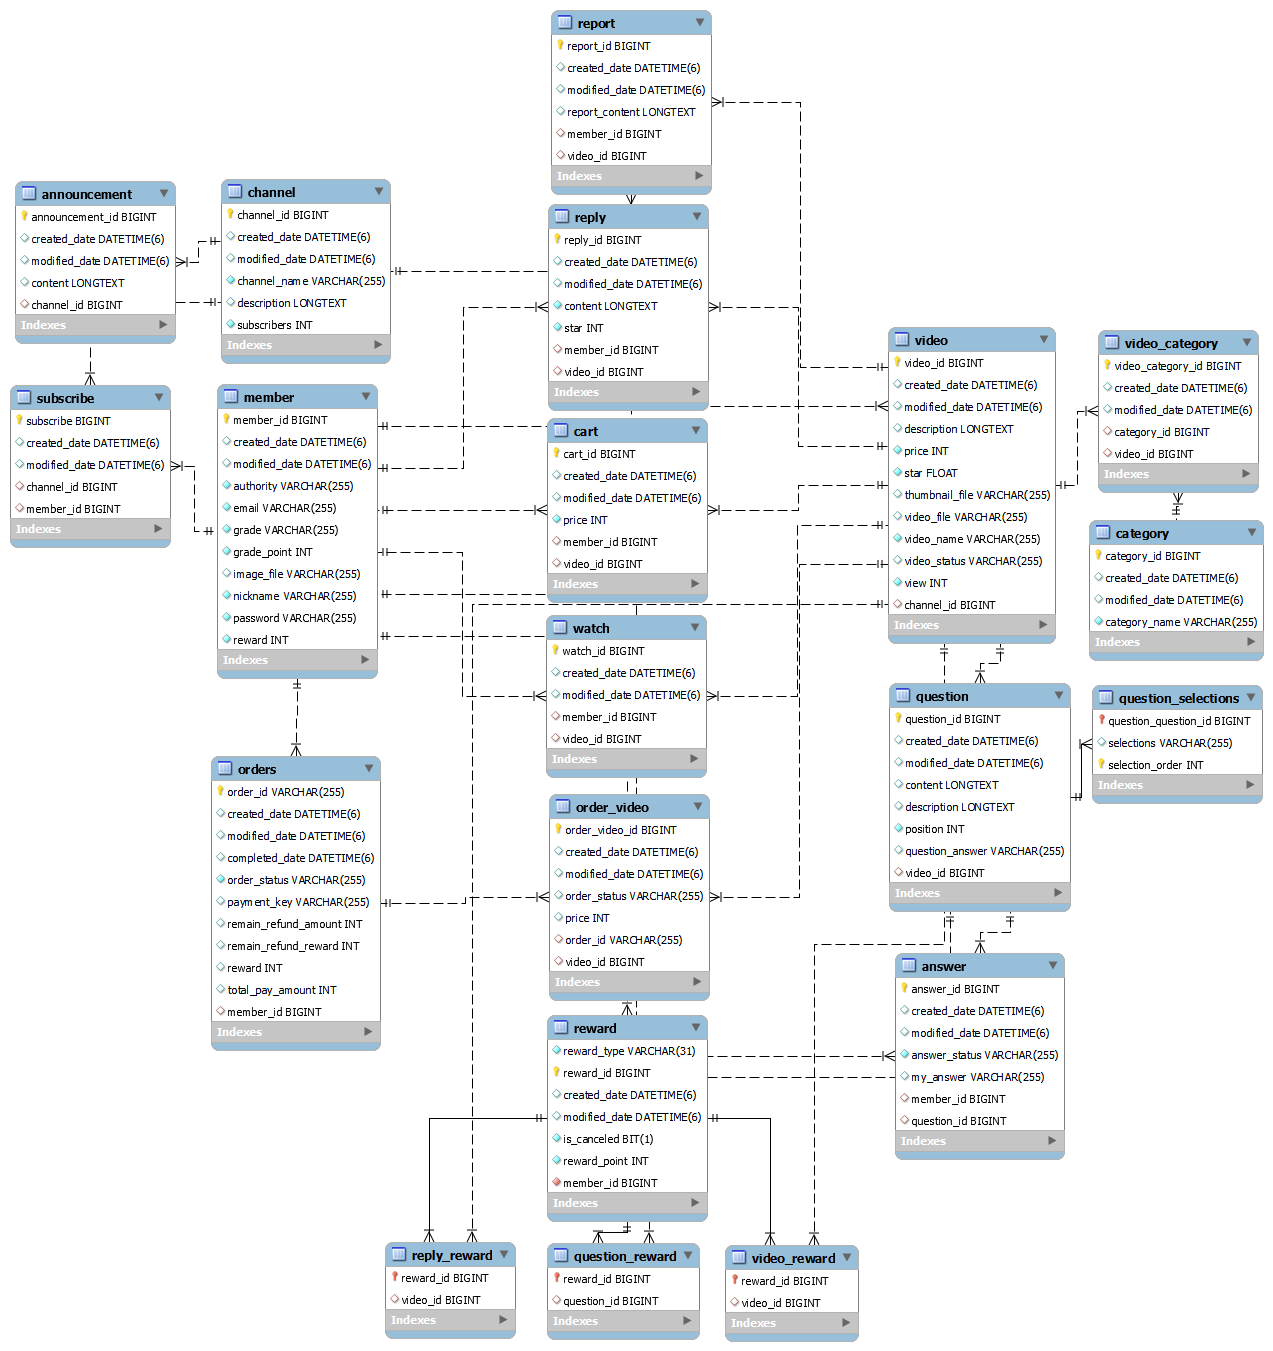 report
report_id BIGINT
created_date DATETIME(6)
modified_date DATETIME(6)
report_content LONGTEXT
member_id BIGINT
video_id BIGINT
Indexes
announcement
announcement_id BIGINT
created_date DATETIME(6)
modified_date DATETIME(6)
content LONGTEXT
channel_id BIGINT
Indexes
channel
channel_id BIGINT
created_date DATETIME(6)
modified_date DATETIME(6)
channel_name VARCHAR(255)
description LONGTEXT
subscribers INT
Indexes
reply
reply_id BIGINT
created_date DATETIME(6)
modified_date DATETIME(6)
content LONGTEXT
star INT
member_id BIGINT
video_id BIGINT
Indexes
video
video_id BIGINT
created_date DATETIME(6)
modified_date DATETIME(6)
description LONGTEXT
price INT
star FLOAT
thumbnail_file VARCHAR(255)
video_file VARCHAR(255)
video_name VARCHAR(255)
video_status VARCHAR(255)
view INT
channel_id BIGINT
Indexes
video_category
video_category_id BIGINT
created_date DATETIME(6)
modified_date DATETIME(6)
category_id BIGINT
video_id BIGINT
Indexes
subscribe
subscribe BIGINT
created_date DATETIME(6)
modified_date DATETIME(6)
channel_id BIGINT
member_id BIGINT
Indexes
member
member_id BIGINT
created_date DATETIME(6)
modified_date DATETIME(6)
authority VARCHAR(255)
email VARCHAR(255)
grade VARCHAR(255)
grade_point INT
image_file VARCHAR(255)
nickname VARCHAR(255)
password VARCHAR(255)
reward INT
Indexes
cart
cart_id BIGINT
created_date DATETIME(6)
modified_date DATETIME(6)
price INT
member_id BIGINT
video_id BIGINT
Indexes
category
category_id BIGINT
created_date DATETIME(6)
modified_date DATETIME(6)
category_name VARCHAR(255)
Indexes
watch
watch_id BIGINT
created_date DATETIME(6)
modified_date DATETIME(6)
member_id BIGINT
video_id BIGINT
Indexes
question
question_id BIGINT
created_date DATETIME(6)
modified_date DATETIME(6)
content LONGTEXT
description LONGTEXT
position INT
question_answer VARCHAR(255)
video_id BIGINT
Indexes
question_selections
question_question_id BIGINT
selections VARCHAR(255)
selection_order INT
Indexes
orders
order_id VARCHAR(255)
created_date DATETIME(6)
modified_date DATETIME(6)
completed_date DATETIME(6)
order_status VARCHAR(255)
payment_key VARCHAR(255)
remain_refund_amount INT
remain_refund_reward INT
reward INT
total_pay_amount INT
member_id BIGINT
Indexes
order_video
order_video_id BIGINT
created_date DATETIME(6)
modified_date DATETIME(6)
order_status VARCHAR(255)
price INT
order_id VARCHAR(255)
video_id BIGINT
Indexes
answer
answer_id BIGINT
created_date DATETIME(6)
modified_date DATETIME(6)
answer_status VARCHAR(255)
my_answer VARCHAR(255)
member_id BIGINT
question_id BIGINT
Indexes
reward
reward_type VARCHAR(31)
reward_id BIGINT
created_date DATETIME(6)
modified_date DATETIME(6)
is_canceled BIT(1)
reward_point INT
member_id BIGINT
Indexes
reply_reward
reward_id BIGINT
video_id BIGINT
Indexes
question_reward
reward_id BIGINT
question_id BIGINT
Indexes
video_reward
reward_id BIGINT
video_id BIGINT
Indexes